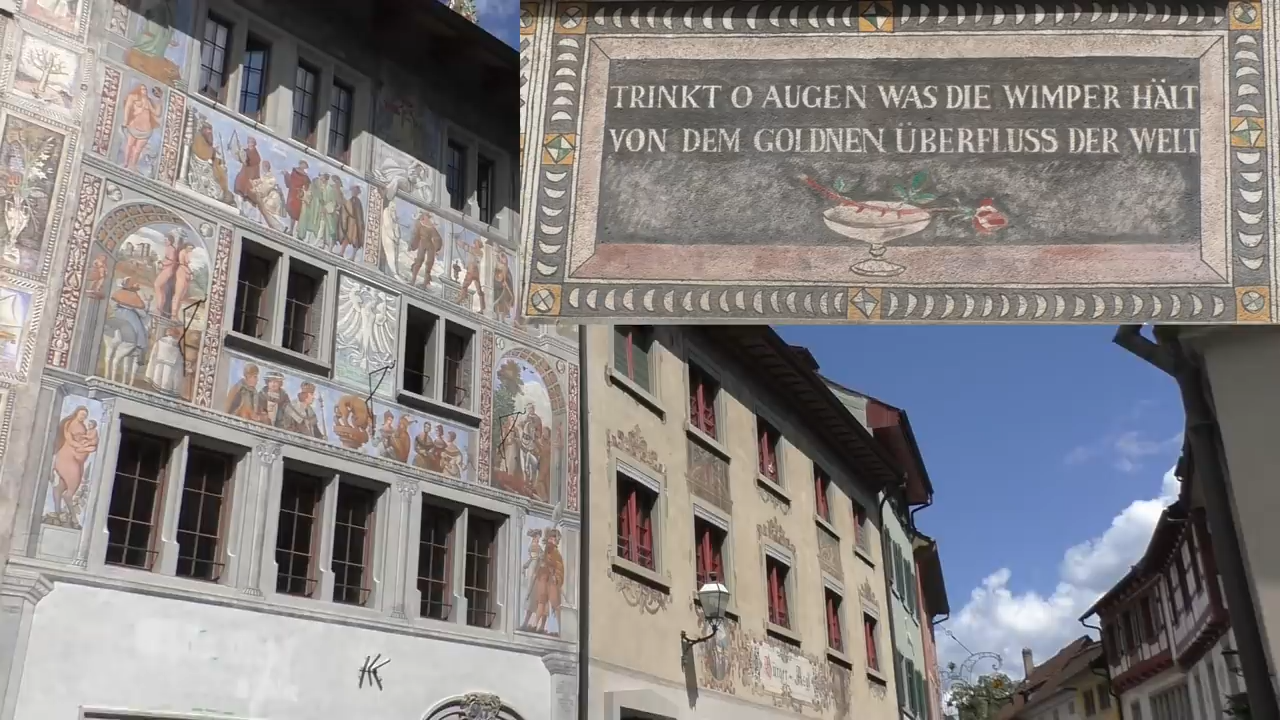 TRINKT O AUGEN WAS DIE WIMPER HÄLT
VON DEM GOLDNEN ÜBERFLUSS DER WELT